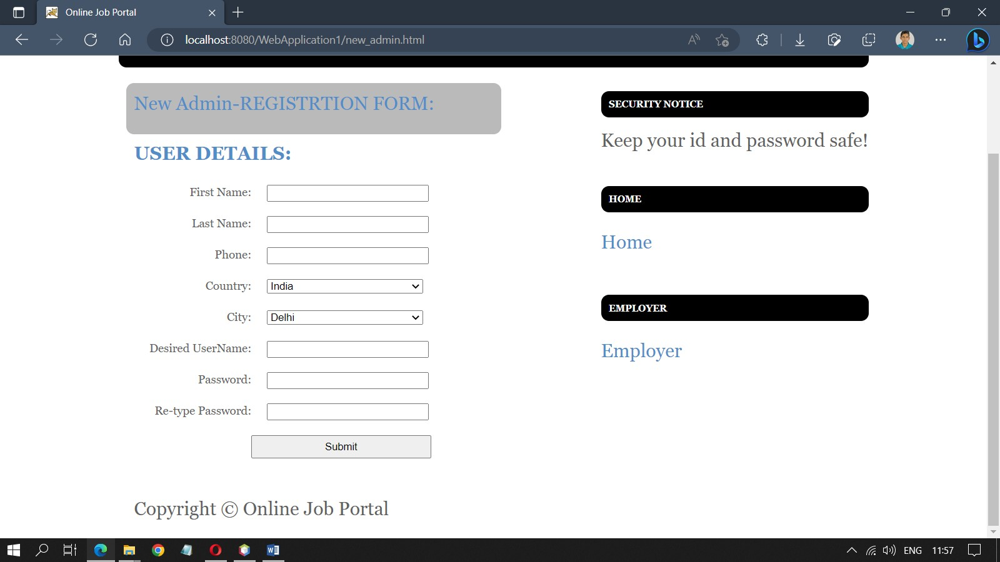 Online Job Portal
localhost:8080/WebApplication1/new_admin.html
New Admin-REGISTRTION FORM:
USER DETAILS:
First Name:
Last Name:
Phone:
Country: India
City: Delhi
Desired UserName:
Password:
Re-type Password:
Submit
Copyright © Online Job Portal
SECURITY NOTICE
Keep your id and password safe!
HOME
Home
EMPLOYER
Employer
ENG 11:57